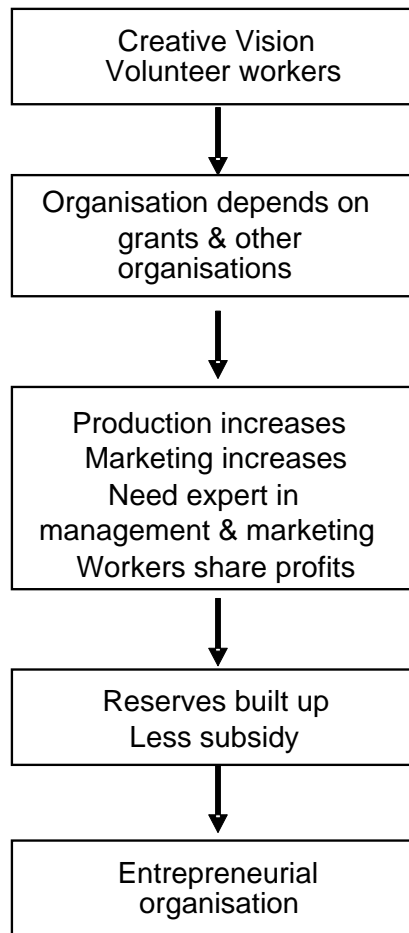 Creative Vision
Volunteer workers
Organisation depends on
grants & other
organisations
Production increases
Marketing increases
Need expert in
management & marketing
Workers share profits
Reserves built up
Less subsidy
Entrepreneurial
organisation